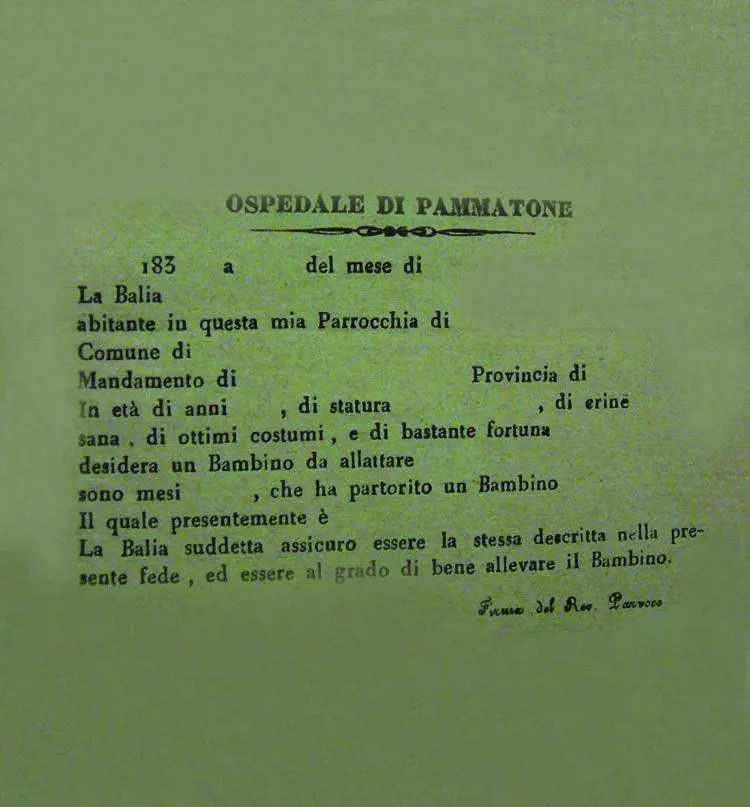 OSPEDALE DI PAMMATONE
183 a del mese di
La Balia
abitante in questa mia Parrocchia di
Comune di
Mandamento di Provincia di
In età di anni , di statura , di crine
sana, di ottimi costumi, e di bastante fortuna
desidera un Bambino da allattare
sono mesi , che ha partorito un Bambino
Il quale presentemente è
La Balia suddetta assicuro essere la stessa descritta nella pre-
sente fede, ed essere al grado di bene allevare il Bambino.
Firma del Rev. Parroco